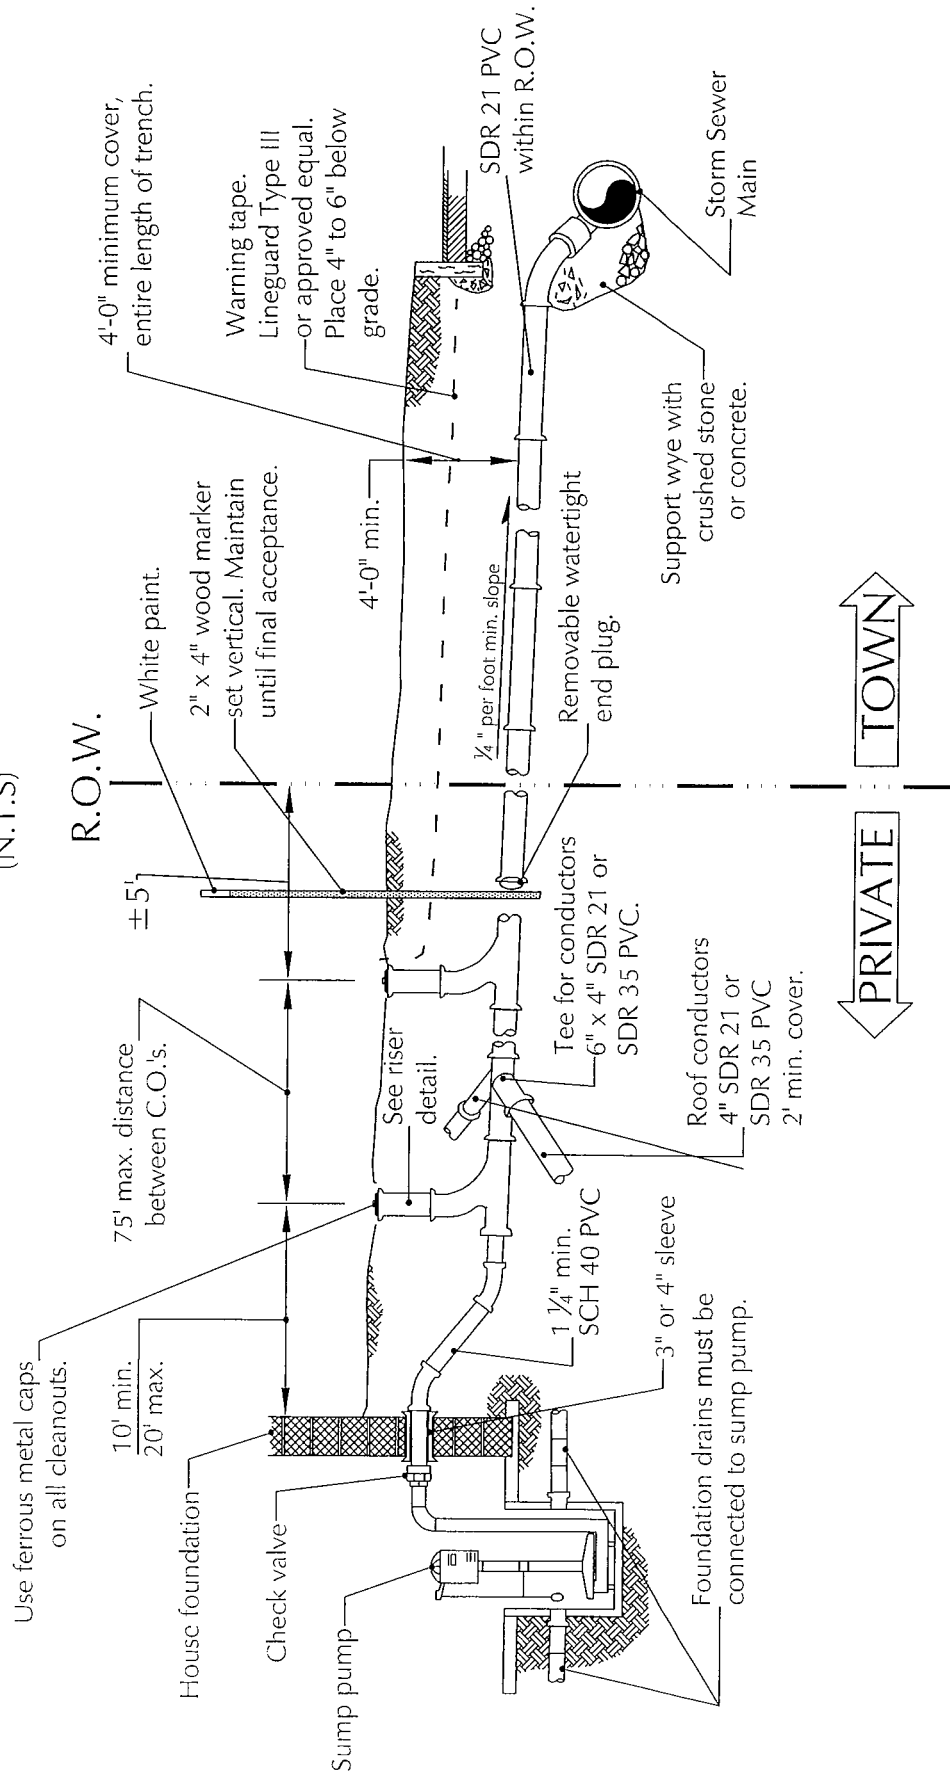 (N.T.S)
R.O.W.
Use ferrous metal caps
on all cleanouts.
75' max. distance
between C.O.'s.
±5'
White paint.
2" x 4" wood marker
set vertical. Maintain
until final acceptance.
4'-0" minimum cover,
entire length of trench.
Warning tape.
Lineguard Type III
or approved equal.
Place 4" to 6" below
grade.
SDR 21 PVC
within R.O.W.
10' min.
20' max.
House foundation
Check valve
Sump pump
See riser
detail.
4'-0" min.
¼" per foot min. slope
Removable watertight
end plug.
Tee for conductors
6" x 4" SDR 21 or
SDR 35 PVC.
1 ¼" min.
SCH 40 PVC
3" or 4" sleeve
Foundation drains must be
connected to sump pump.
Roof conductors
4" SDR 21 or
SDR 35 PVC
2' min. cover.
Support wye with
crushed stone
or concrete.
Storm Sewer
Main
PRIVATE
TOWN